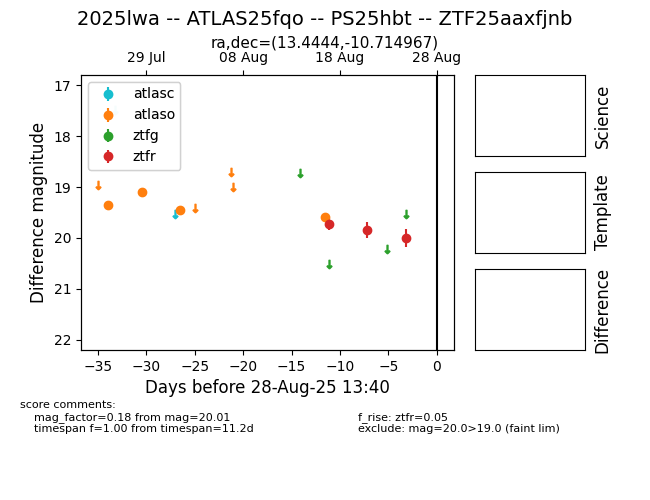 2025lwa -- ATLAS25fqo -- PS25hbt -- ZTF25aaxfjnb
ra,dec=(13.4444,-10.714967)
29 Jul 08 Aug 18 Aug 28 Aug
atlasc
atlaso
ztfg
ztfr
Difference magnitude
17
18
19
20
21
22
−35 −30 −25 −20 −15 −10 −5 0
Days before 28-Aug-25 13:40
Science
Template
Difference
score comments:
mag_factor=0.18 from mag=20.01
timespan f=1.00 from timespan=11.2d
f_rise: ztfr=0.05
exclude: mag=20.0>19.0 (faint lim)